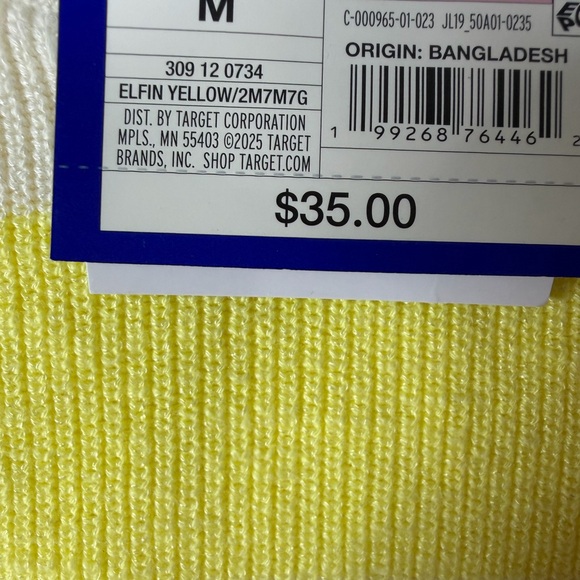 M
309 12 0734
ELFIN YELLOW/2M7M7G
DIST. BY TARGET CORPORATION
MPLS., MN 55403 ©2025 TARGET
BRANDS, INC. SHOP TARGET.COM
C-000965-01-023 JL19_50A01-0235
ORIGIN: BANGLADESH
1 99268 76446 2
$35.00